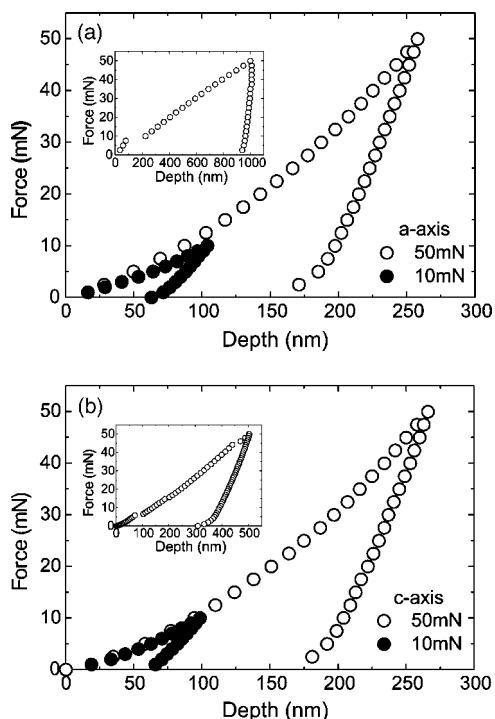 (a)
50
40
30
20
10
0
Force (mN)
50
40
30
20
10
0
Force (mN)
0 200 400 600 800 1000
Depth (nm)
a-axis
50mN
10mN
0 50 100 150 200 250 300
Depth (nm)
(b)
50
40
30
20
10
0
Force (mN)
50
40
30
20
10
0
Force (mN)
0 100 200 300 400 500
Depth (nm)
c-axis
50mN
10mN
0 50 100 150 200 250 300
Depth (nm)